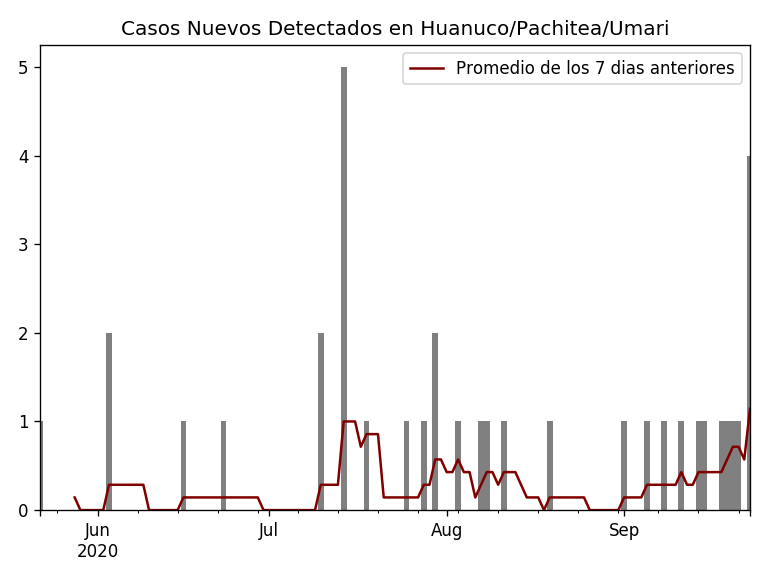 Casos Nuevos Detectados en Huanuco/Pachitea/Umari
Promedio de los 7 dias anteriores
5
4
3
2
1
0
Jun
2020
Jul
Aug
Sep